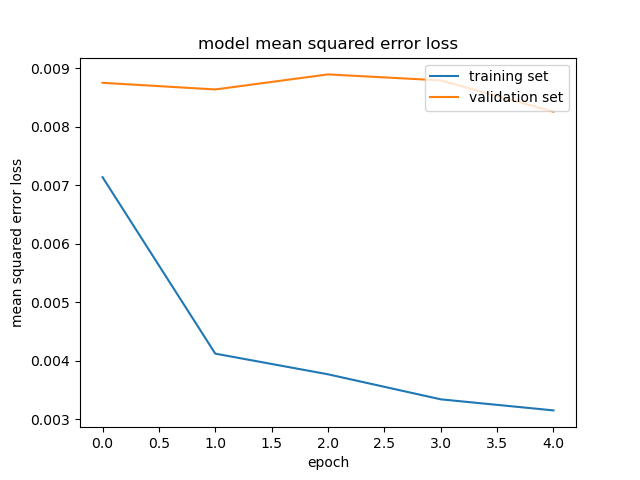 model mean squared error loss
training set
validation set
0.009
0.008
0.007
0.006
0.005
0.004
0.003
mean squared error loss
0.0 0.5 1.0 1.5 2.0 2.5 3.0 3.5 4.0
epoch